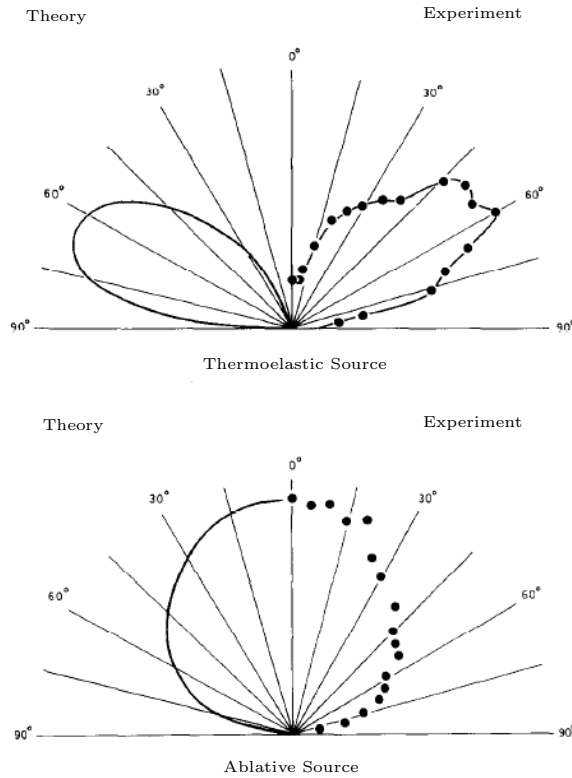 Theory Experiment
0°
30° 30°
60° 60°
90° 90°
Thermoelastic Source
Theory Experiment
0°
30° 30°
60° 60°
90° 90°
Ablative Source